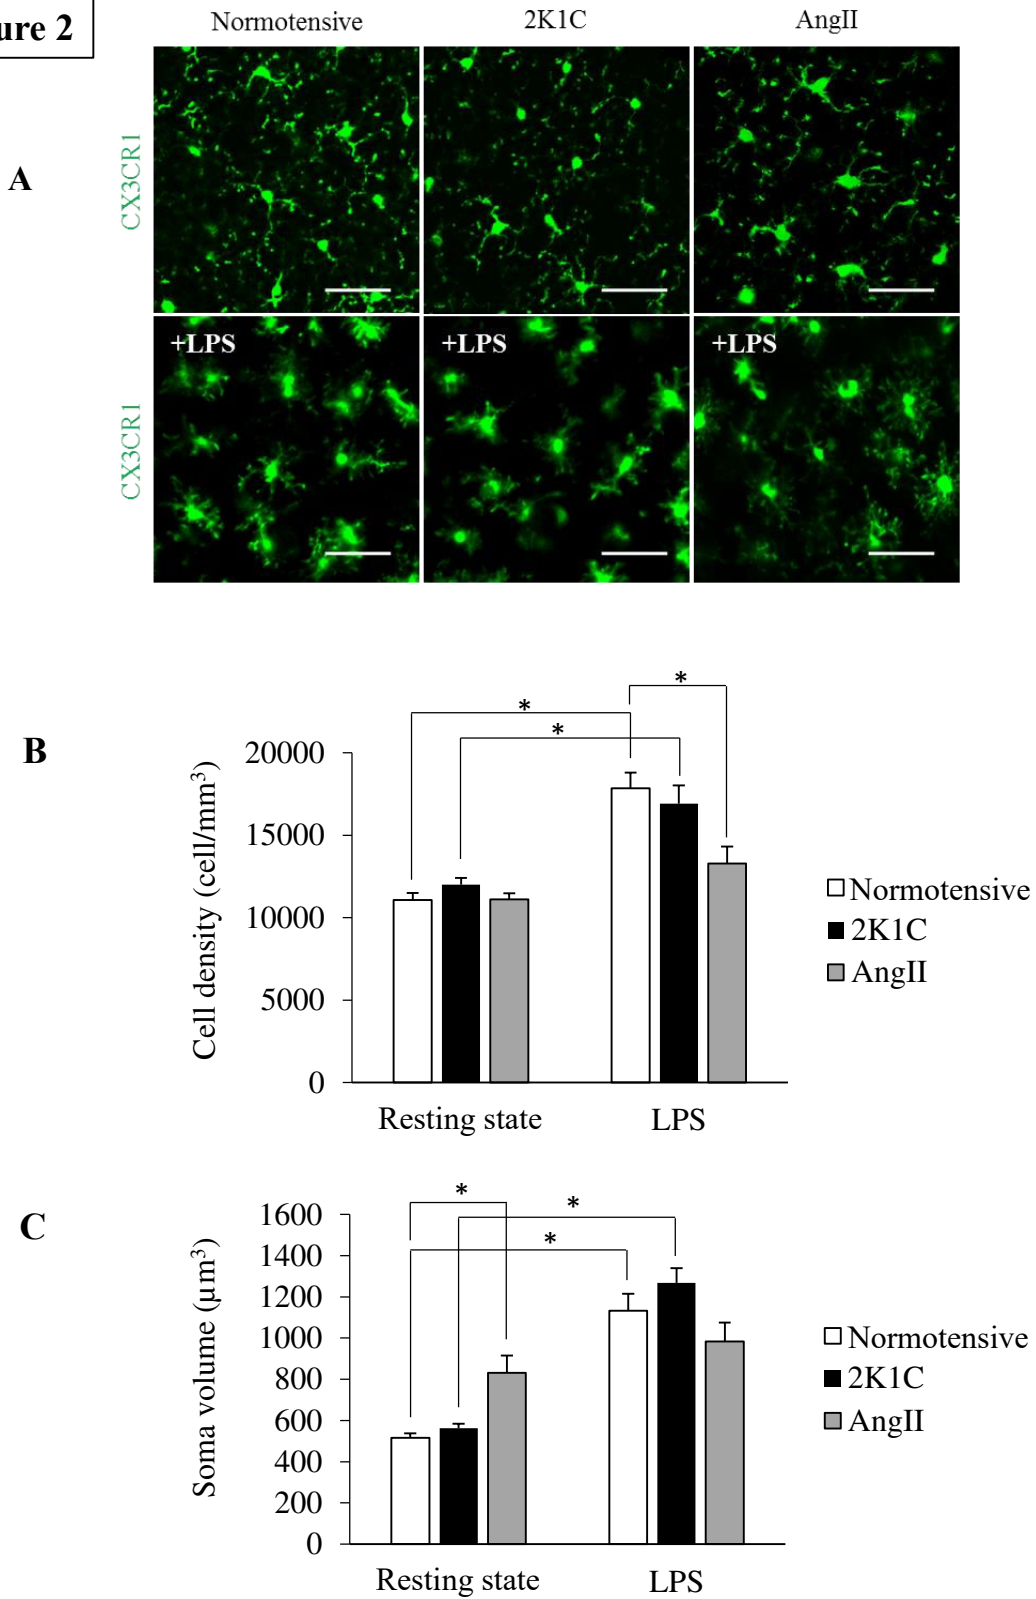 ure 2
Normotensive 2K1C AngII
A
CX3CR1
+LPS +LPS +LPS
CX3CR1
B
* * *
Cell density (cell/mm³)
20000
15000
10000
5000
0
Resting state LPS
Normotensive
2K1C
AngII
C
* * *
Soma volume (µm³)
1600
1400
1200
1000
800
600
400
200
0
Resting state LPS
Normotensive
2K1C
AngII